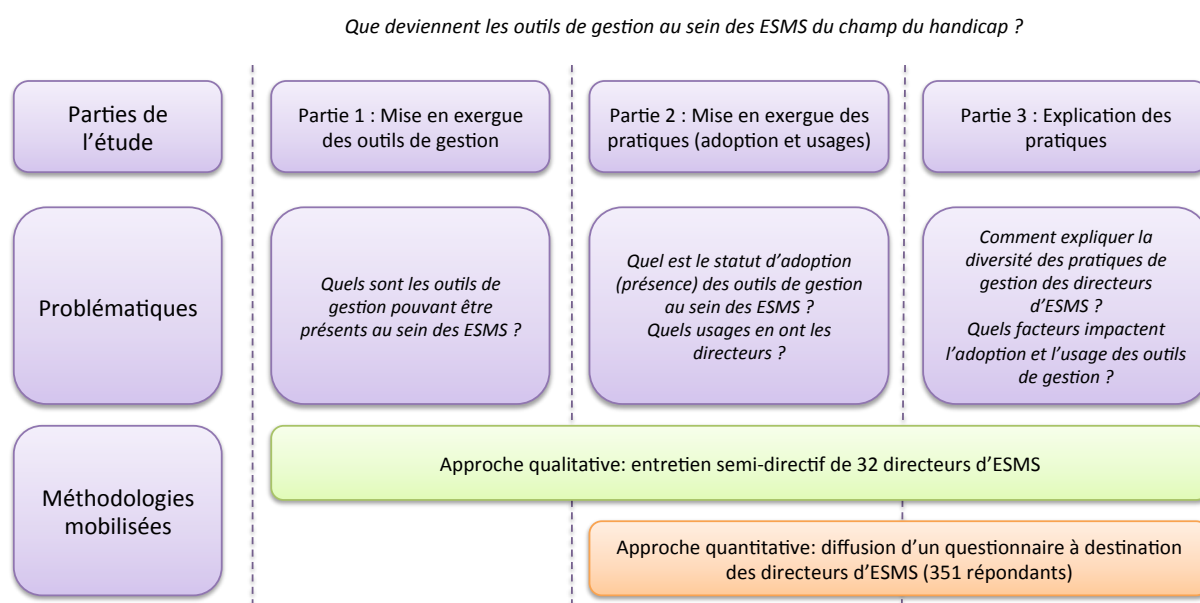 Que deviennent les outils de gestion au sein des ESMS du champ du handicap ?
Parties de
l’étude
Partie 1 : Mise en exergue
des outils de gestion
Partie 2 : Mise en exergue des
pratiques (adoption et usages)
Partie 3 : Explication des
pratiques
Problématiques
Quels sont les outils de
gestion pouvant être
présents au sein des ESMS ?
Quel est le statut d’adoption
(présence) des outils de gestion
au sein des ESMS ?
Quels usages en ont les
directeurs ?
Comment expliquer la
diversité des pratiques de
gestion des directeurs
d’ESMS ?
Quels facteurs impactent
l’adoption et l’usage des outils
de gestion ?
Méthodologies
mobilisées
Approche qualitative: entretien semi-directif de 32 directeurs d’ESMS
Approche quantitative: diffusion d’un questionnaire à destination
des directeurs d’ESMS (351 répondants)